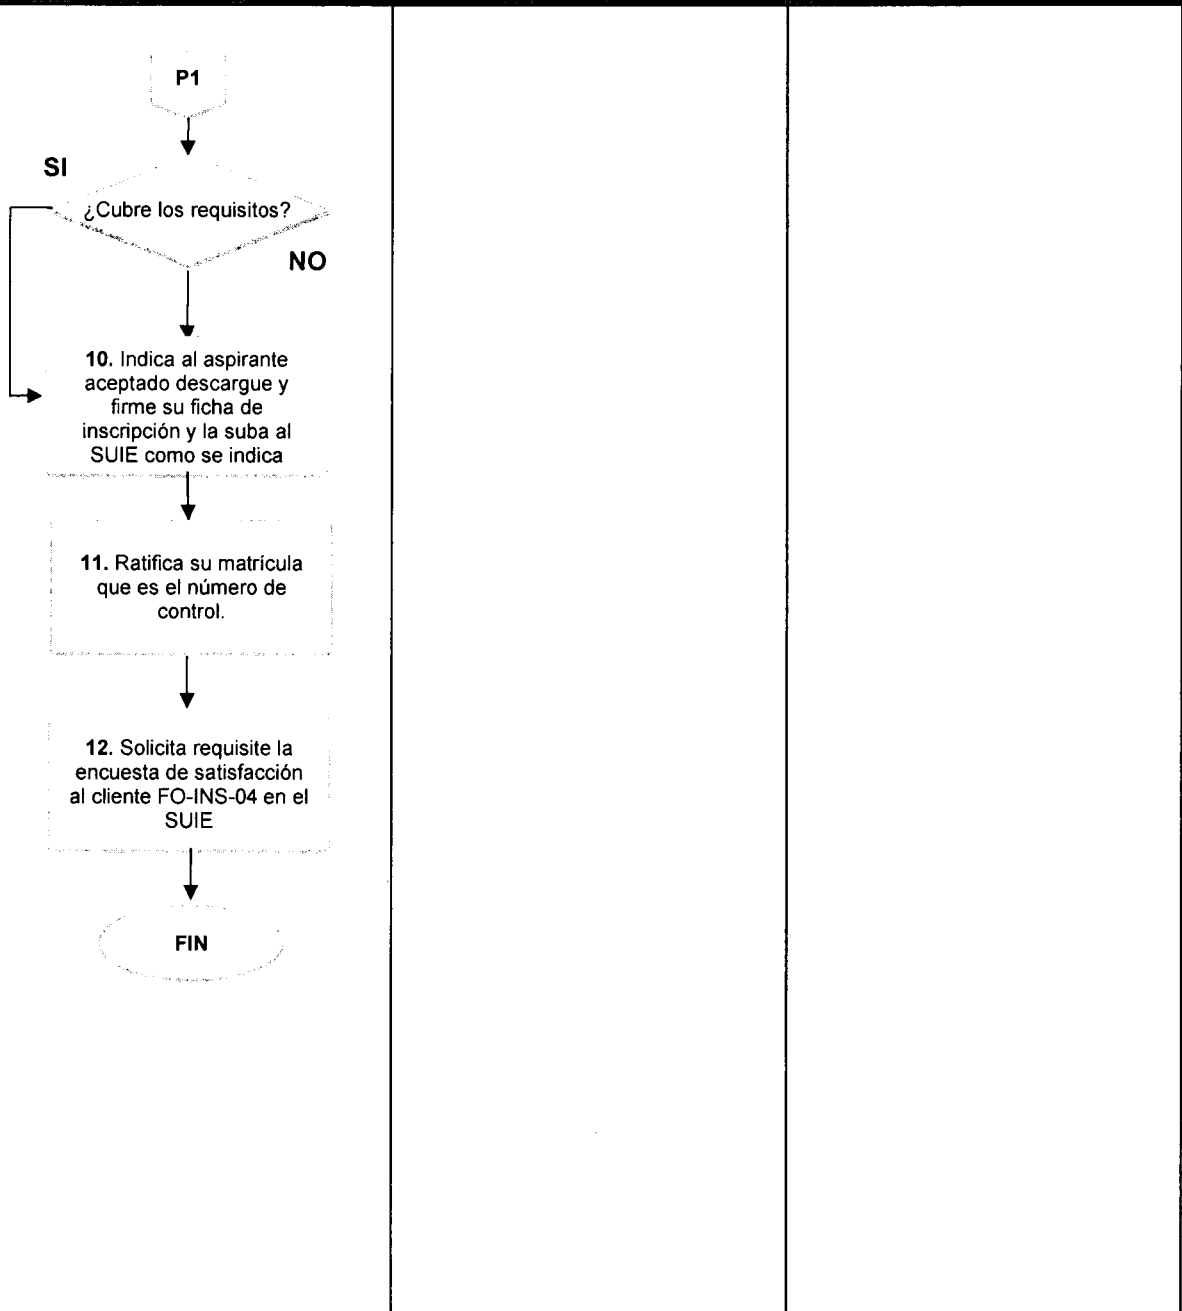 P1
SI
¿Cubre los requisitos?
NO
10. Indica al aspirante
aceptado descargue y
firme su ficha de
inscripción y la suba al
SUIE como se indica
11. Ratifica su matrícula
que es el número de
control.
12. Solicita requisite la
encuesta de satisfacción
al cliente FO-INS-04 en el
SUIE
FIN